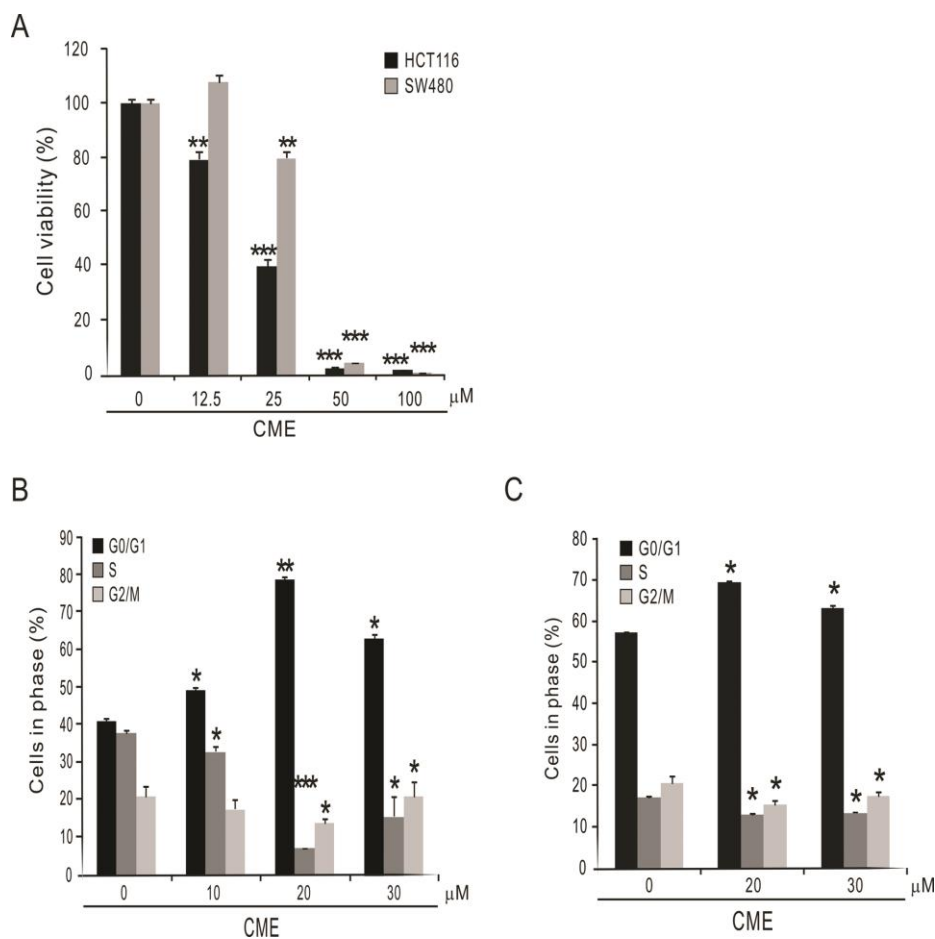 A
120
100
80
60
40
20
0
Cell viability (%)
HCT116
SW480
** **
*** ***
*** ***
***
0 12.5 25 50 100 μM
CME
B
90
80
70
60
50
40
30
20
10
0
Cells in phase (%)
G0/G1
S
G2/M
**
*
*
*
***
*
*
*
0 10 20 30 μM
CME
C
80
70
60
50
40
30
20
10
0
Cells in phase (%)
G0/G1
S
G2/M
*
*
* *
* *
0 20 30 μM
CME